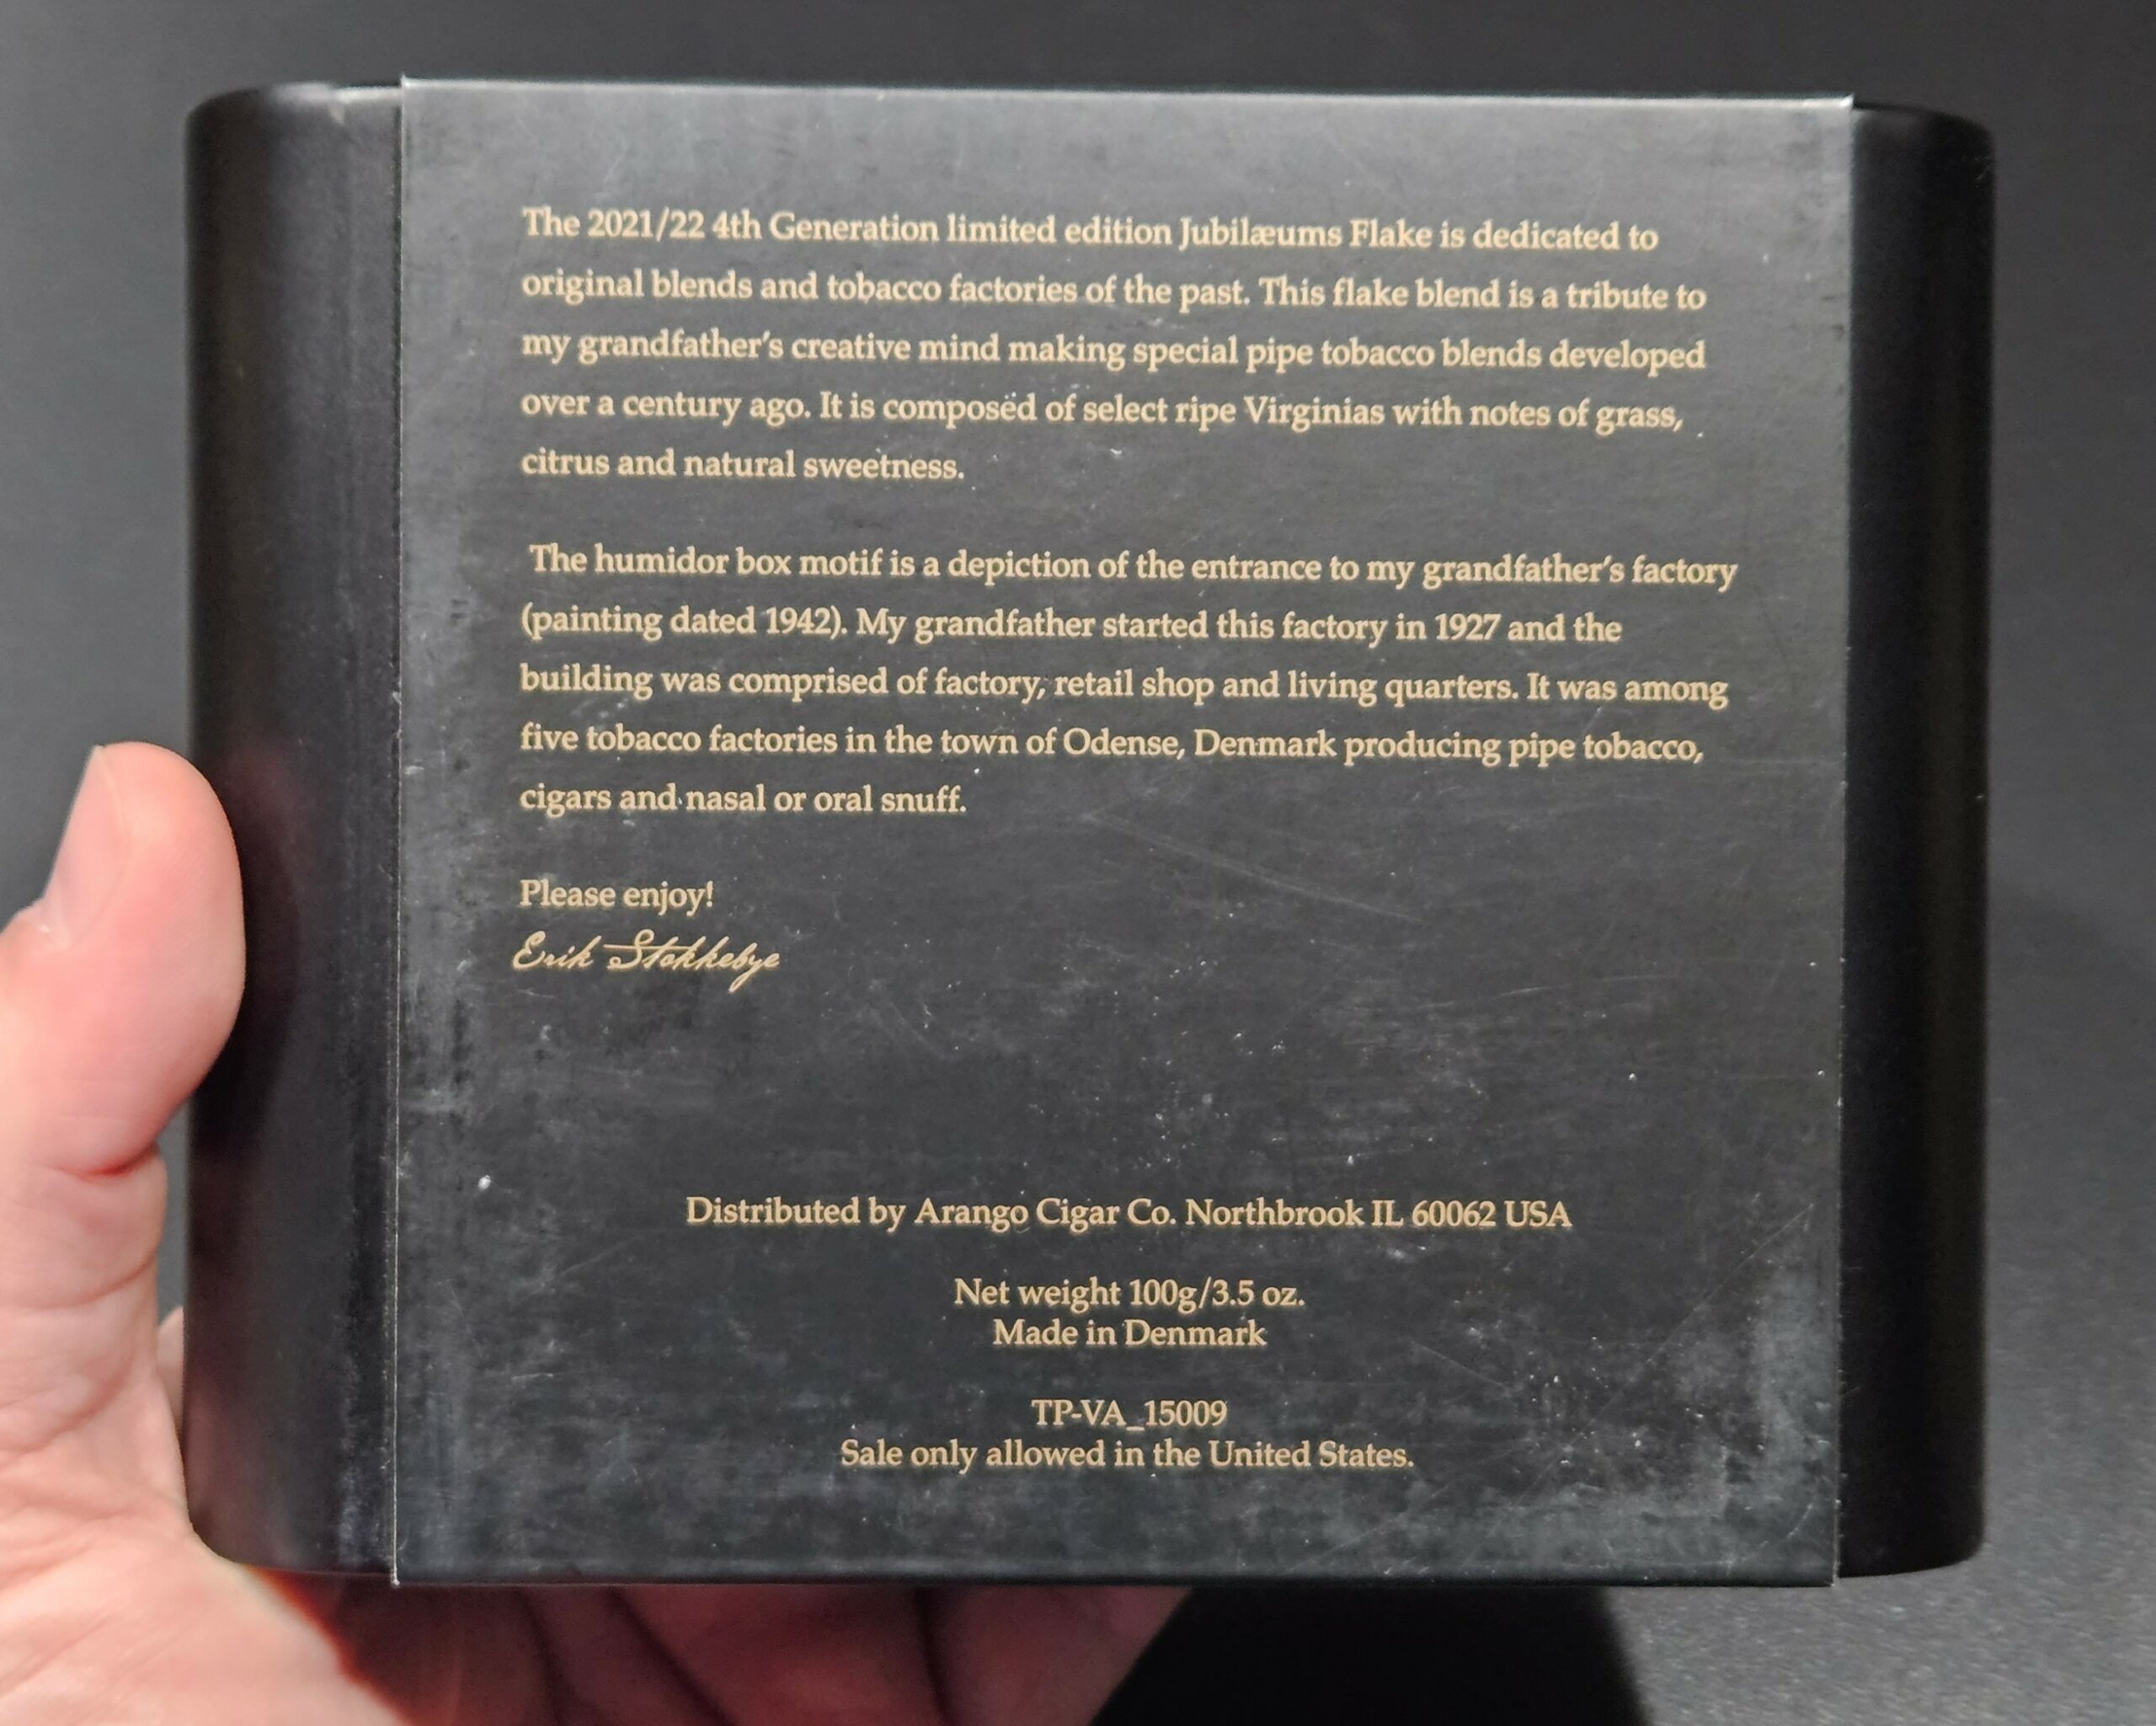 The 2021/22 4th Generation limited edition Jubilæums Flake is dedicated to
original blends and tobacco factories of the past. This flake blend is a tribute to
my grandfather's creative mind making special pipe tobacco blends developed
over a century ago. It is composed of select ripe Virginias with notes of grass,
citrus and natural sweetness.
The humidor box motif is a depiction of the entrance to my grandfather's factory
(painting dated 1942). My grandfather started this factory in 1927 and the
building was comprised of factory, retail shop and living quarters. It was among
five tobacco factories in the town of Odense, Denmark producing pipe tobacco,
cigars and nasal or oral snuff.
Please enjoy!
Erik Stokkebye
Distributed by Arango Cigar Co. Northbrook IL 60062 USA
Net weight 100g/3.5 oz.
Made in Denmark
TP-VA_15009
Sale only allowed in the United States.